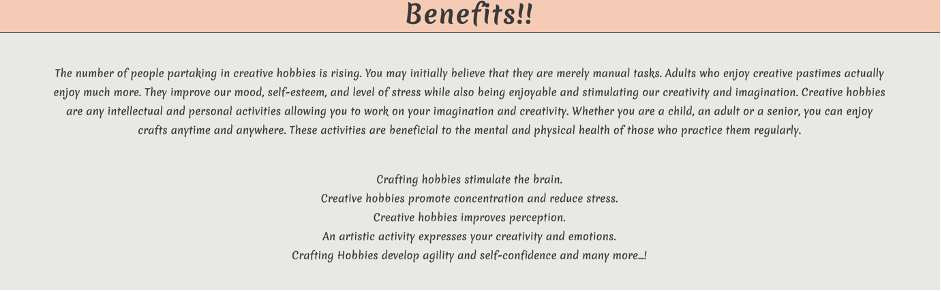 Benefits!!
The number of people partaking in creative hobbies is rising. You may initially believe that they are merely manual tasks. Adults who enjoy creative pastimes actually
enjoy much more. They improve our mood, self-esteem, and level of stress while also being enjoyable and stimulating our creativity and imagination. Creative hobbies
are any intellectual and personal activities allowing you to work on your imagination and creativity. Whether you are a child, an adult or a senior, you can enjoy
crafts anytime and anywhere. These activities are beneficial to the mental and physical health of those who practice them regularly.
Crafting hobbies stimulate the brain.
Creative hobbies promote concentration and reduce stress.
Creative hobbies improves perception.
An artistic activity expresses your creativity and emotions.
Crafting Hobbies develop agility and self-confidence and many more...!